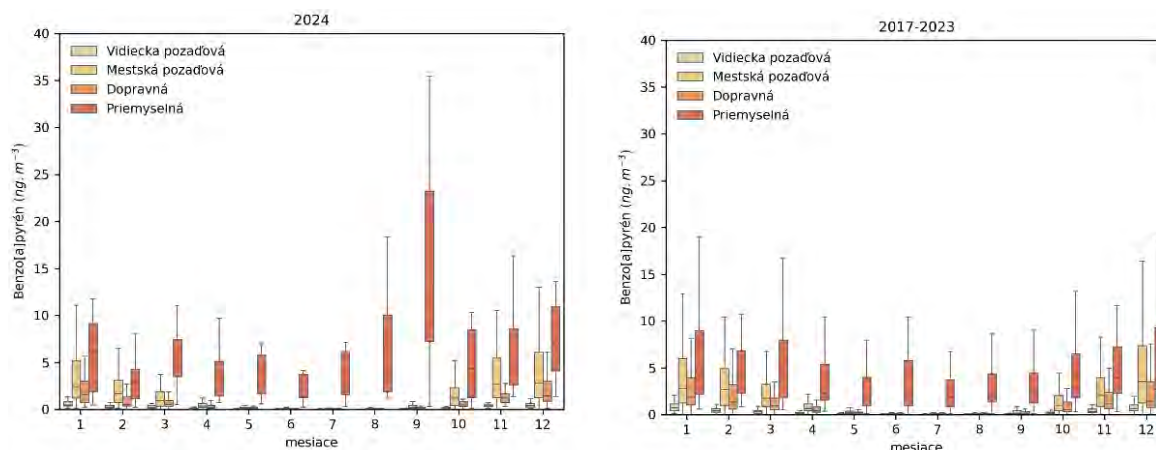 2024
Benzo[a]pyrén (ng. m⁻³)
40
35
30
25
20
15
10
5
0
Vidiecka pozaďová
Mestská pozaďová
Dopravná
Priemyselná
1 2 3 4 5 6 7 8 9 10 11 12
mesiace
2017-2023
Benzo[a]pyrén (ng. m⁻³)
40
35
30
25
20
15
10
5
0
Vidiecka pozaďová
Mestská pozaďová
Dopravná
Priemyselná
1 2 3 4 5 6 7 8 9 10 11 12
mesiace